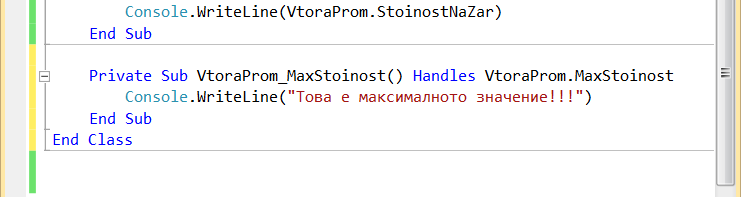 Console.WriteLine(VtoraProm.StoinostNaZar)
End Sub
Private Sub VtoraProm_MaxStoinost() Handles VtoraProm.MaxStoinost
Console.WriteLine("Това е максималното значение!!!")
End Sub
End Class